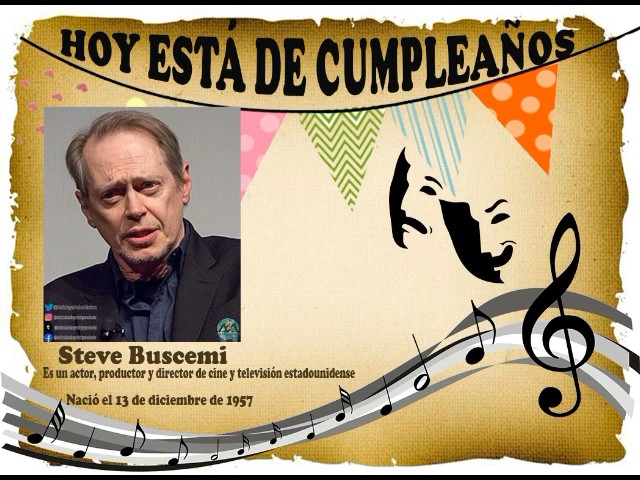 HOY ESTÁ DE CUMPLEAÑOS
Steve Buscemi
Es un actor, productor y director de cine y televisión estadounidense
Nació el 13 de diciembre de 1957